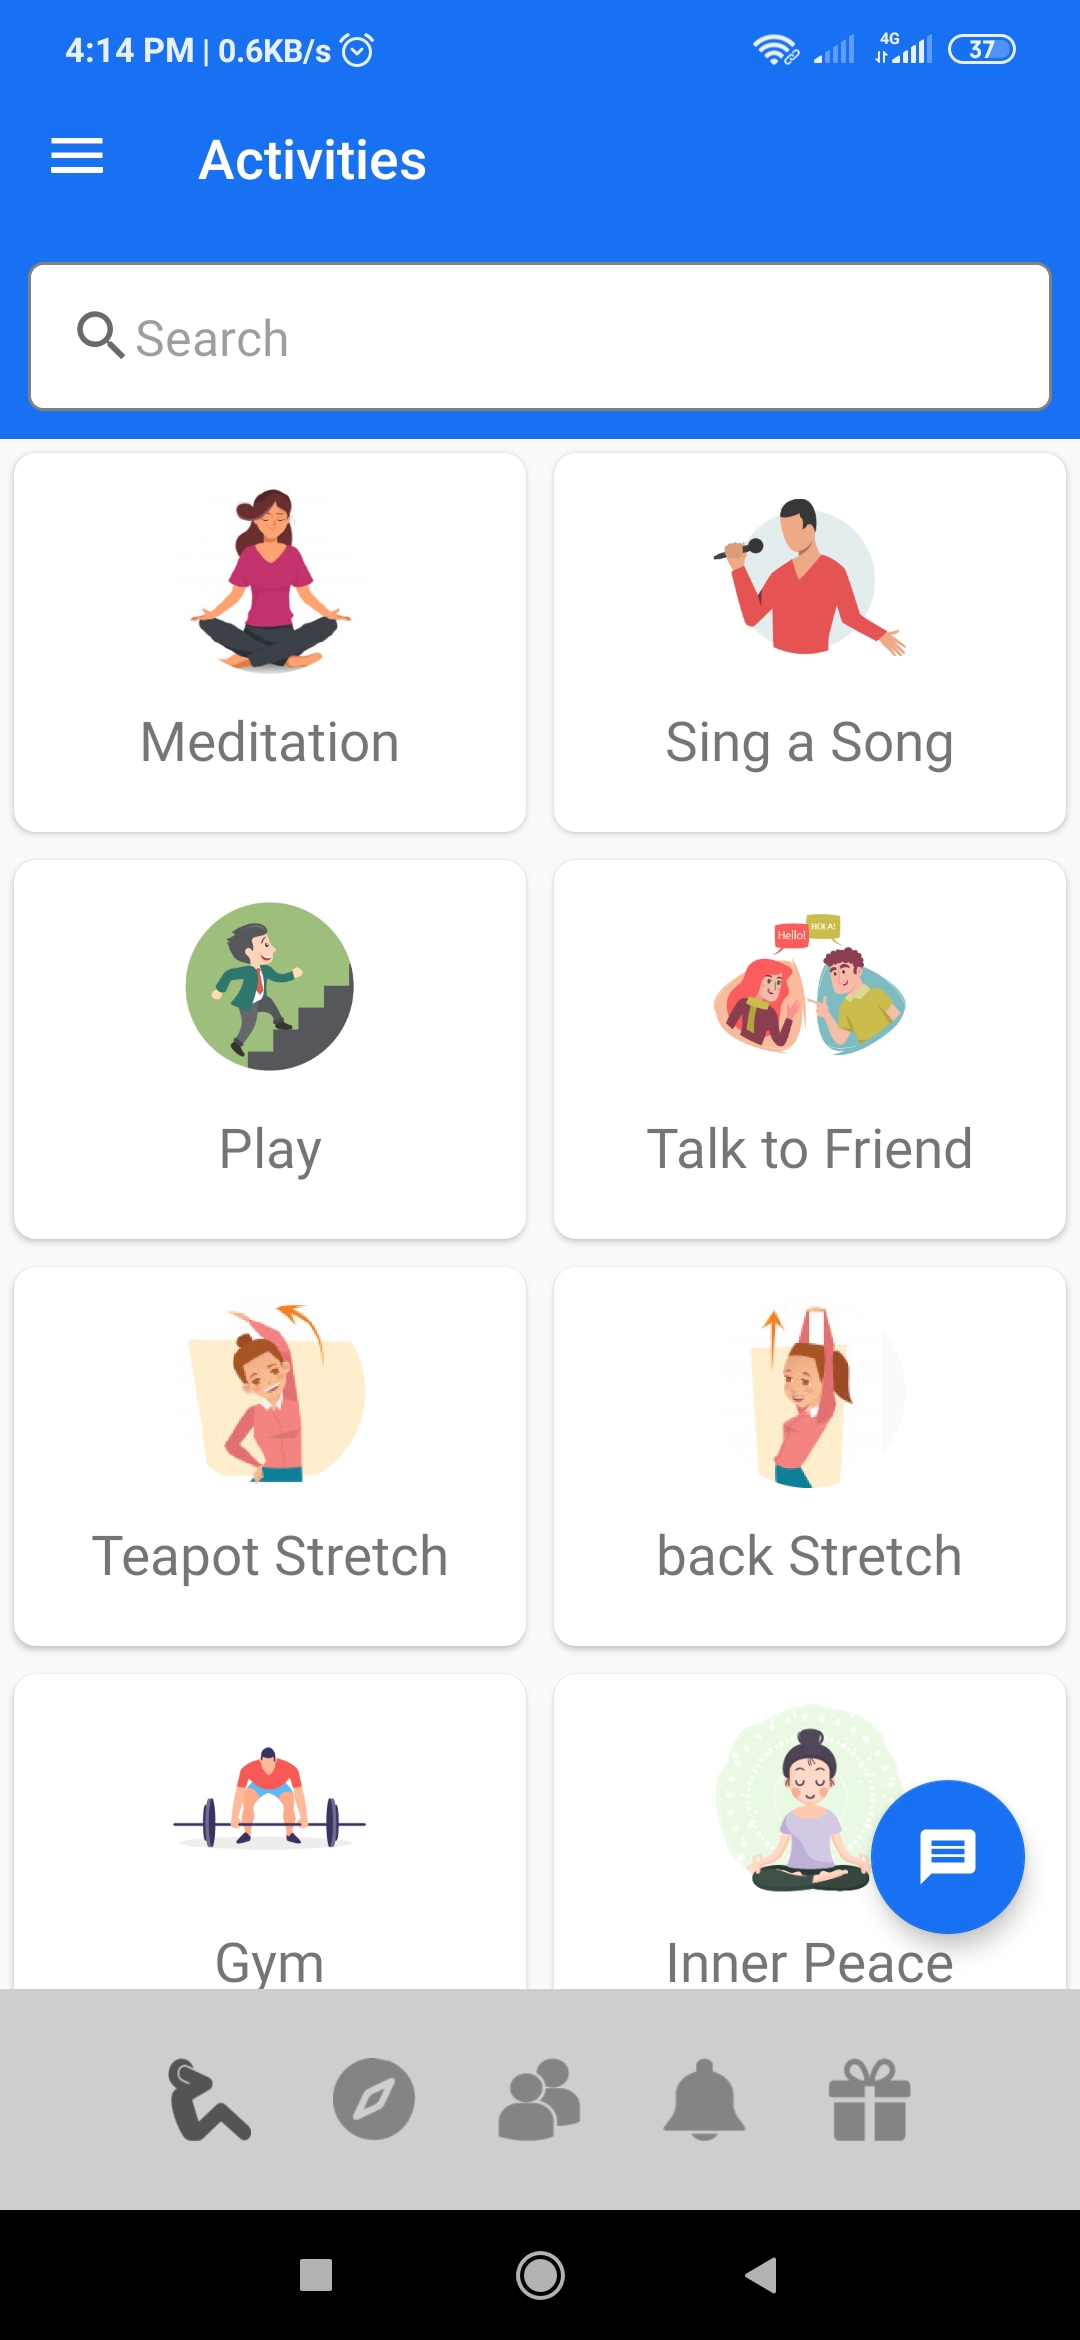 4:14 PM | 0.6KB/s
4G
37
Activities
Search
Meditation
Sing a Song
Hello!
HOLA!
Play
Talk to Friend
Teapot Stretch
back Stretch
Gym
Inner Peace